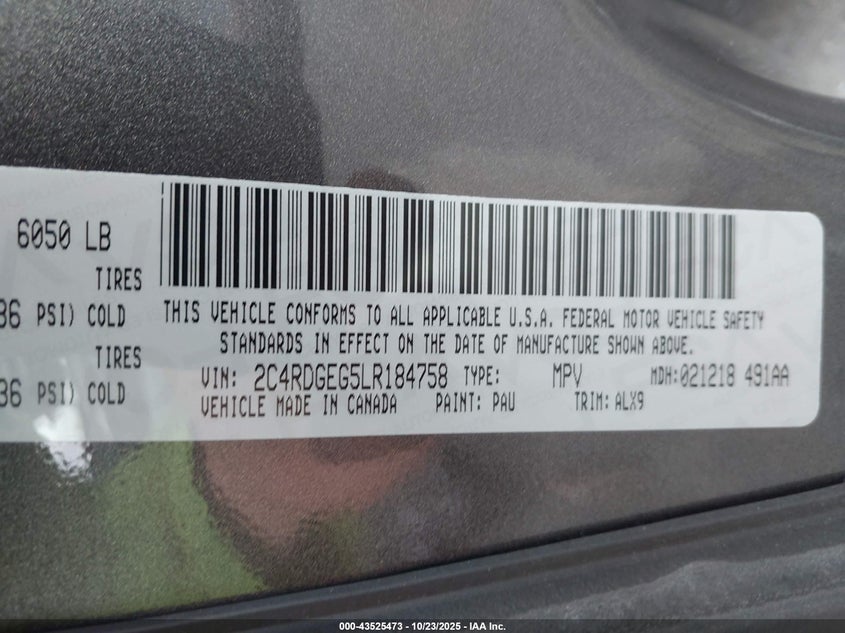 6050 LB
TIRES
36 PSI) COLD
TIRES
36 PSI) COLD
THIS VEHICLE CONFORMS TO ALL APPLICABLE U.S.A. FEDERAL MOTOR VEHICLE SAFETY
STANDARDS IN EFFECT ON THE DATE OF MANUFACTURE SHOWN ABOVE.
VIN: 2C4RDGEG5LR184758 TYPE: MPV MDH:021218 491AA
VEHICLE MADE IN CANADA PAINT: PAU TRIM: ALX9
000-43525473 - 10/23/2025 - IAA Inc.